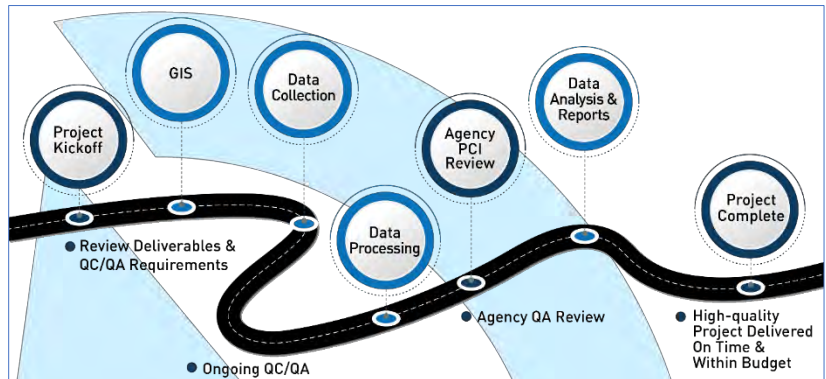 Project
Kickoff
GIS
Data
Collection
Data
Processing
Agency
PCI
Review
Data
Analysis &
Reports
Project
Complete
Review Deliverables &
QC/QA Requirements
Ongoing QC/QA
Agency QA Review
High-quality
Project Delivered
On Time &
Within Budget